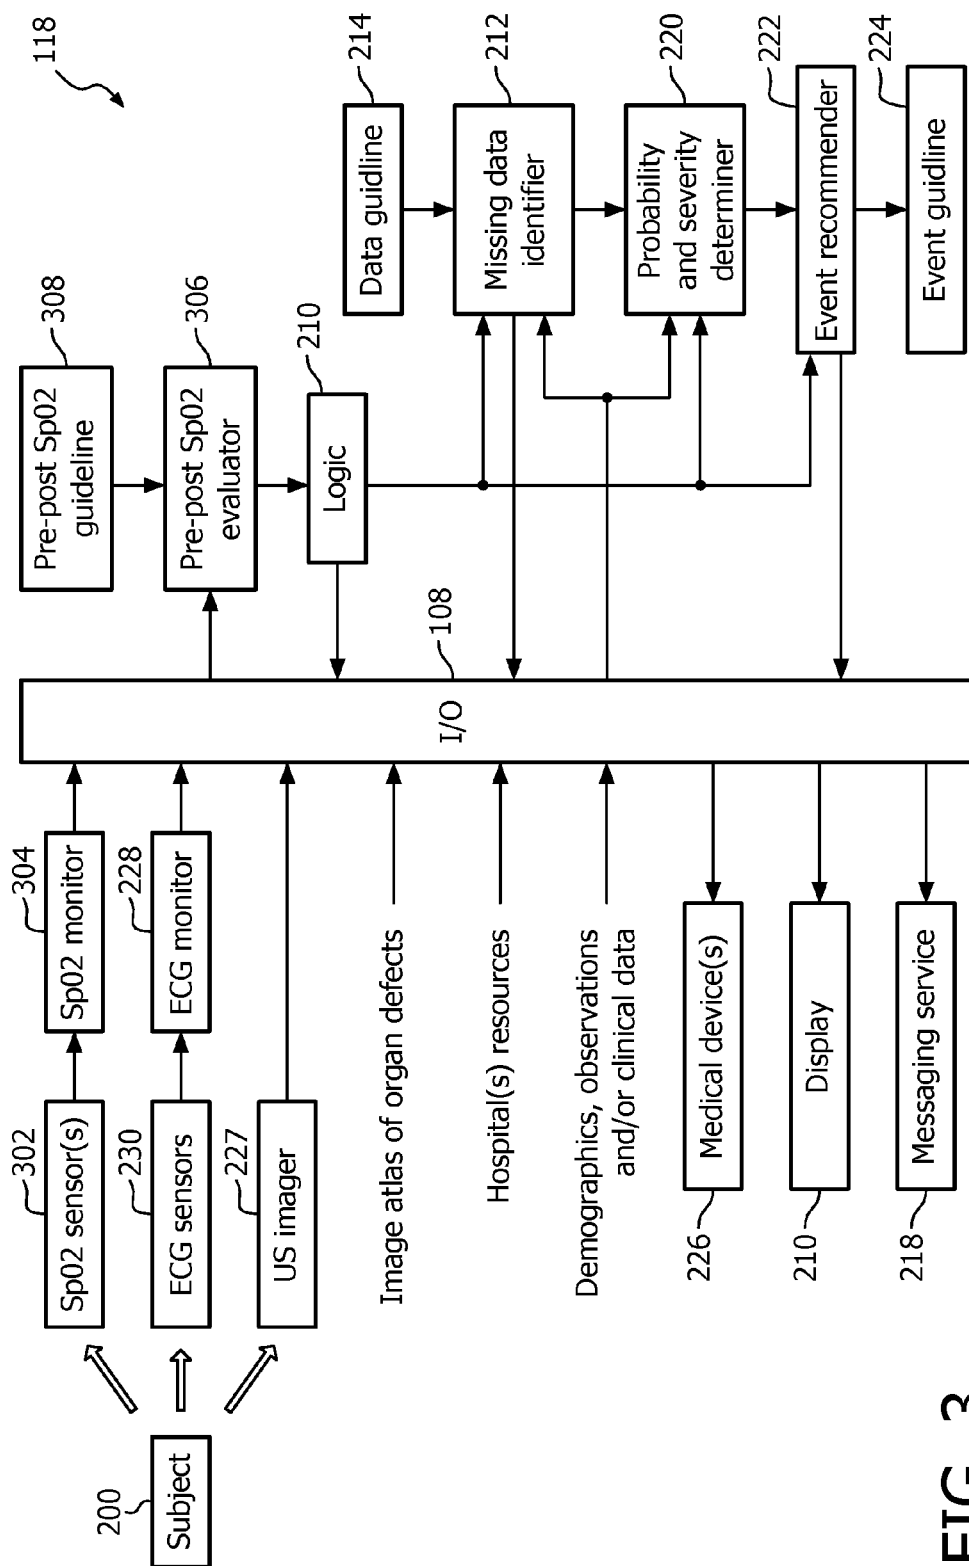 118
308
Pre-post Sp02
guideline
306
Pre-post Sp02
evaluator
210
Logic
214
Data guidline
212
Missing data
identifier
220
Probability
and severity
determiner
222
Event recommender
224
Event guidline
108
I/O
304
Sp02 monitor
228
ECG monitor
302
Sp02 sensor(s)
230
ECG sensors
227
US imager
200
Subject
Image atlas of organ defects
Hospital(s) resources
Demographics, observations
and/or clinical data
Medical device(s)
226
Display
210
Messaging service
218
FIG. 3